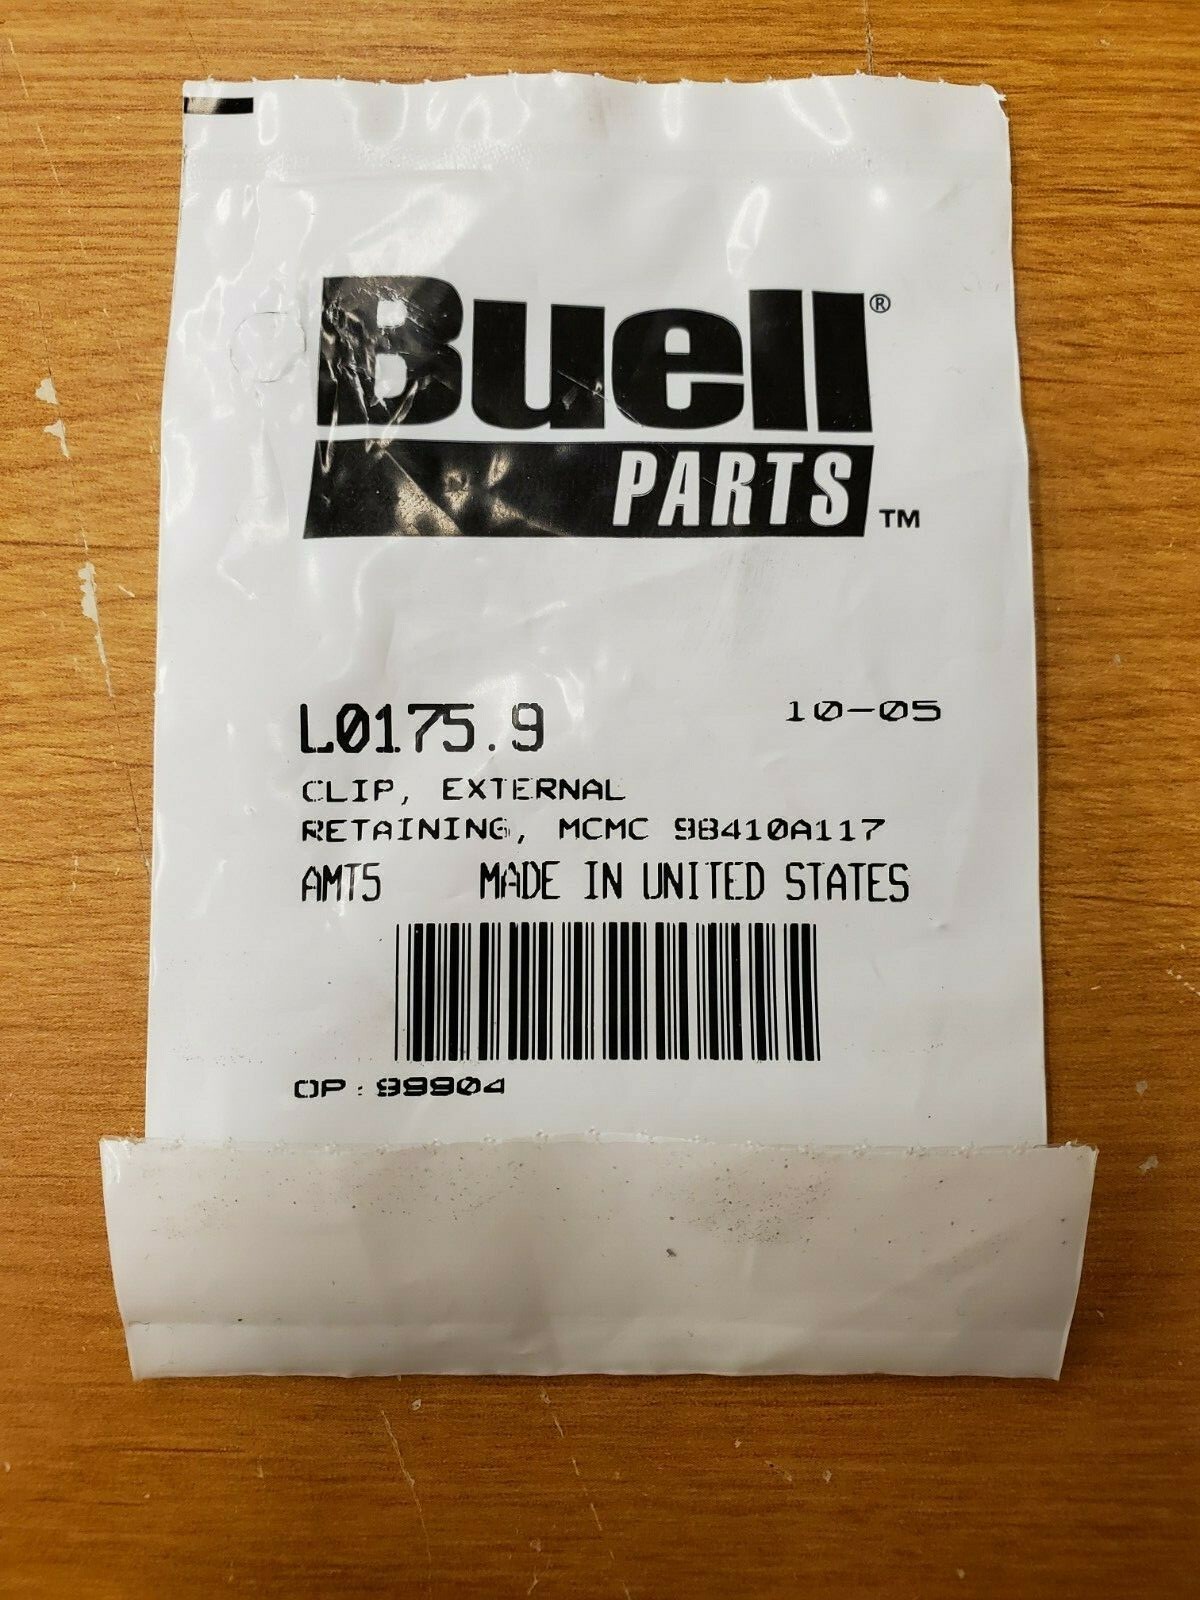 Buell®
PARTS™
L0175.9 10-05
CLIP, EXTERNAL
RETAINING, MCMC 98410A117
AMT5 MADE IN UNITED STATES
OP: 99904